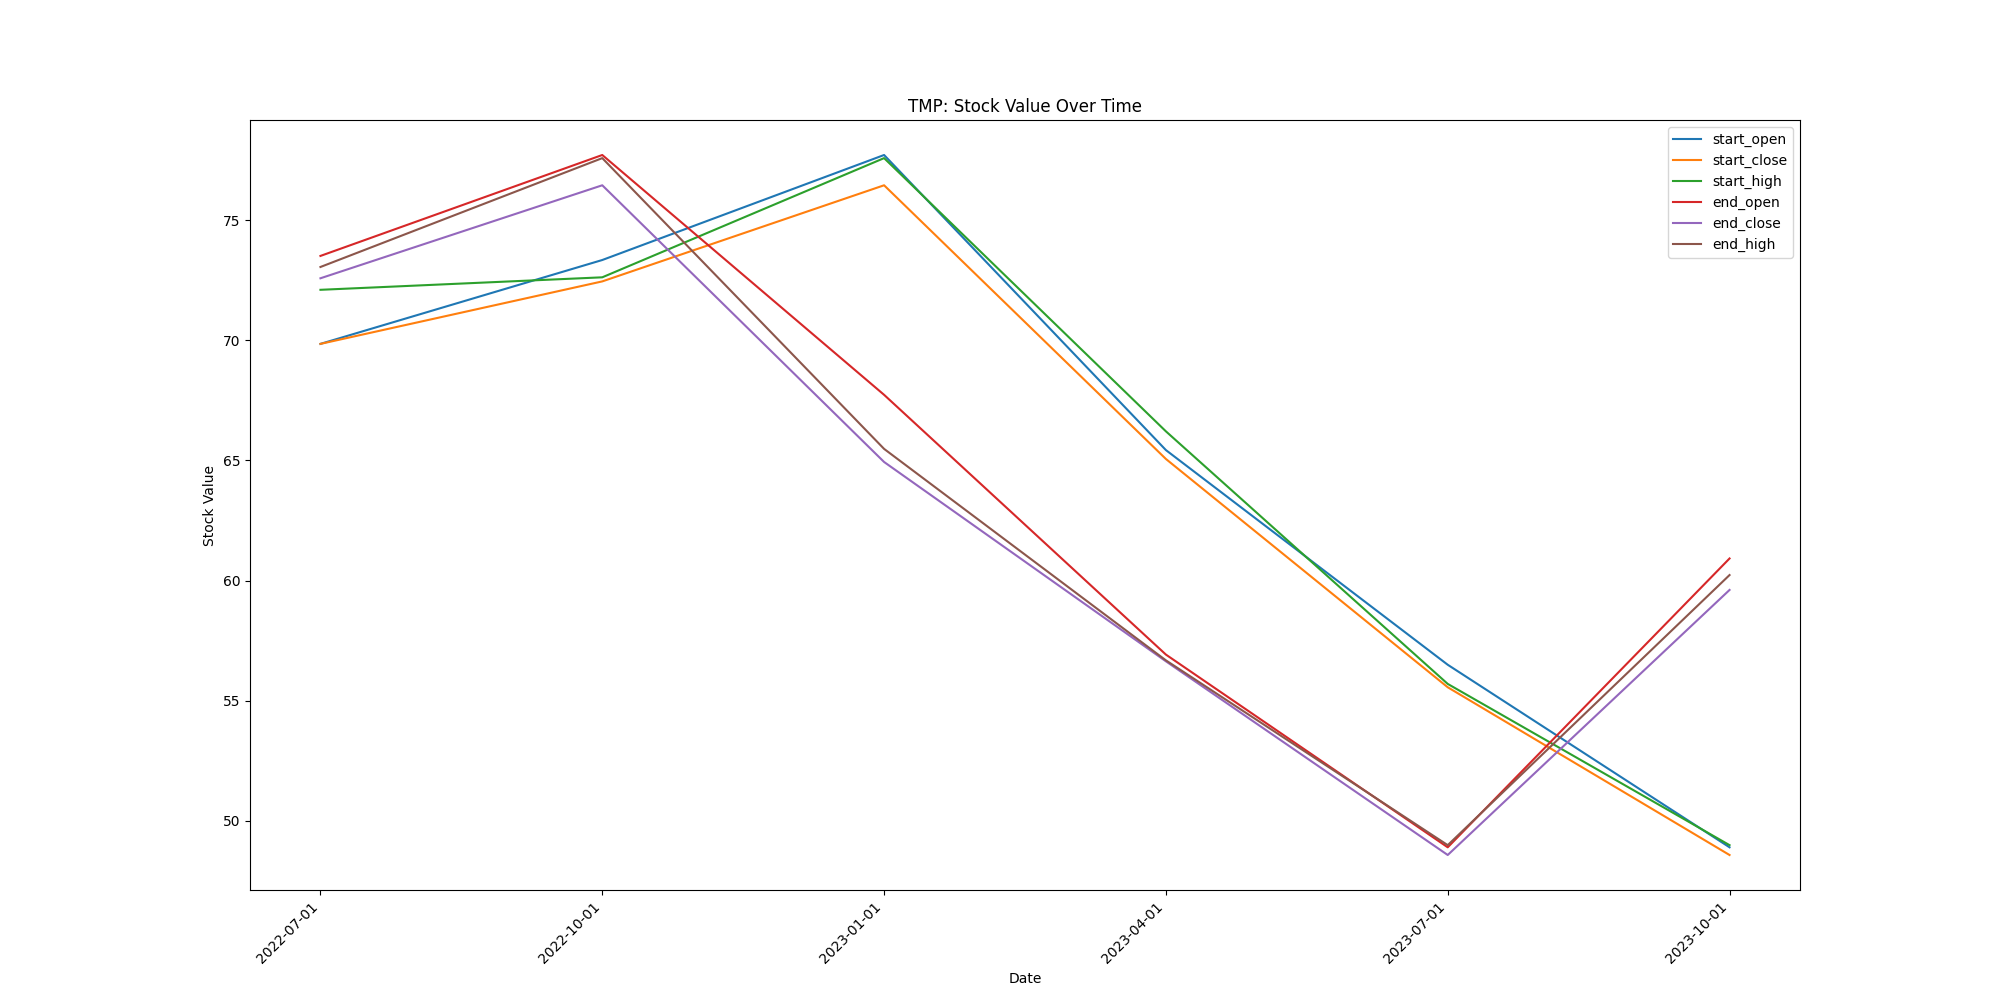 TMP: Stock Value Over Time
start_open
start_close
start_high
end_open
end_close
end_high
Stock Value
75
70
65
60
55
50
2022-07-01
2022-10-01
2023-01-01
2023-04-01
2023-07-01
2023-10-01
Date